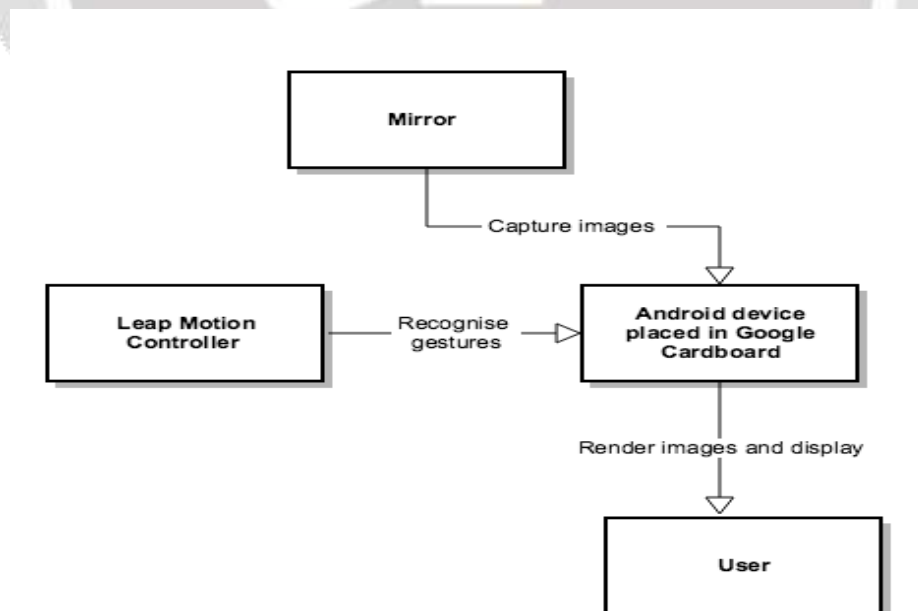 Mirror
Capture images
Leap Motion
Controller
Recognise
gestures
Android device
placed in Google
Cardboard
Render images and display
User